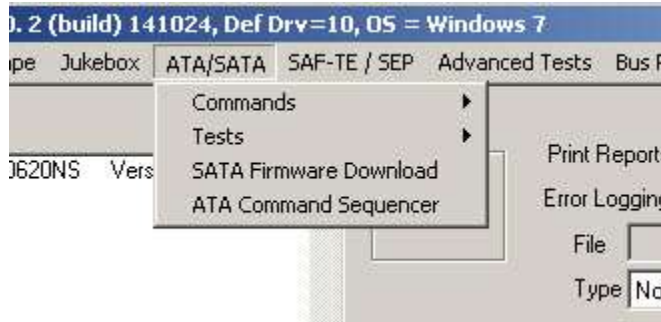 0. 2 (build) 141024, Def Drv=10, OS = Windows 7
ape Jukebox ATA/SATA SAF-TE / SEP Advanced Tests Bus
Commands
Tests
SATA Firmware Download
ATA Command Sequencer
0620NS Vers
Print Report
Error Logging
File
Type No